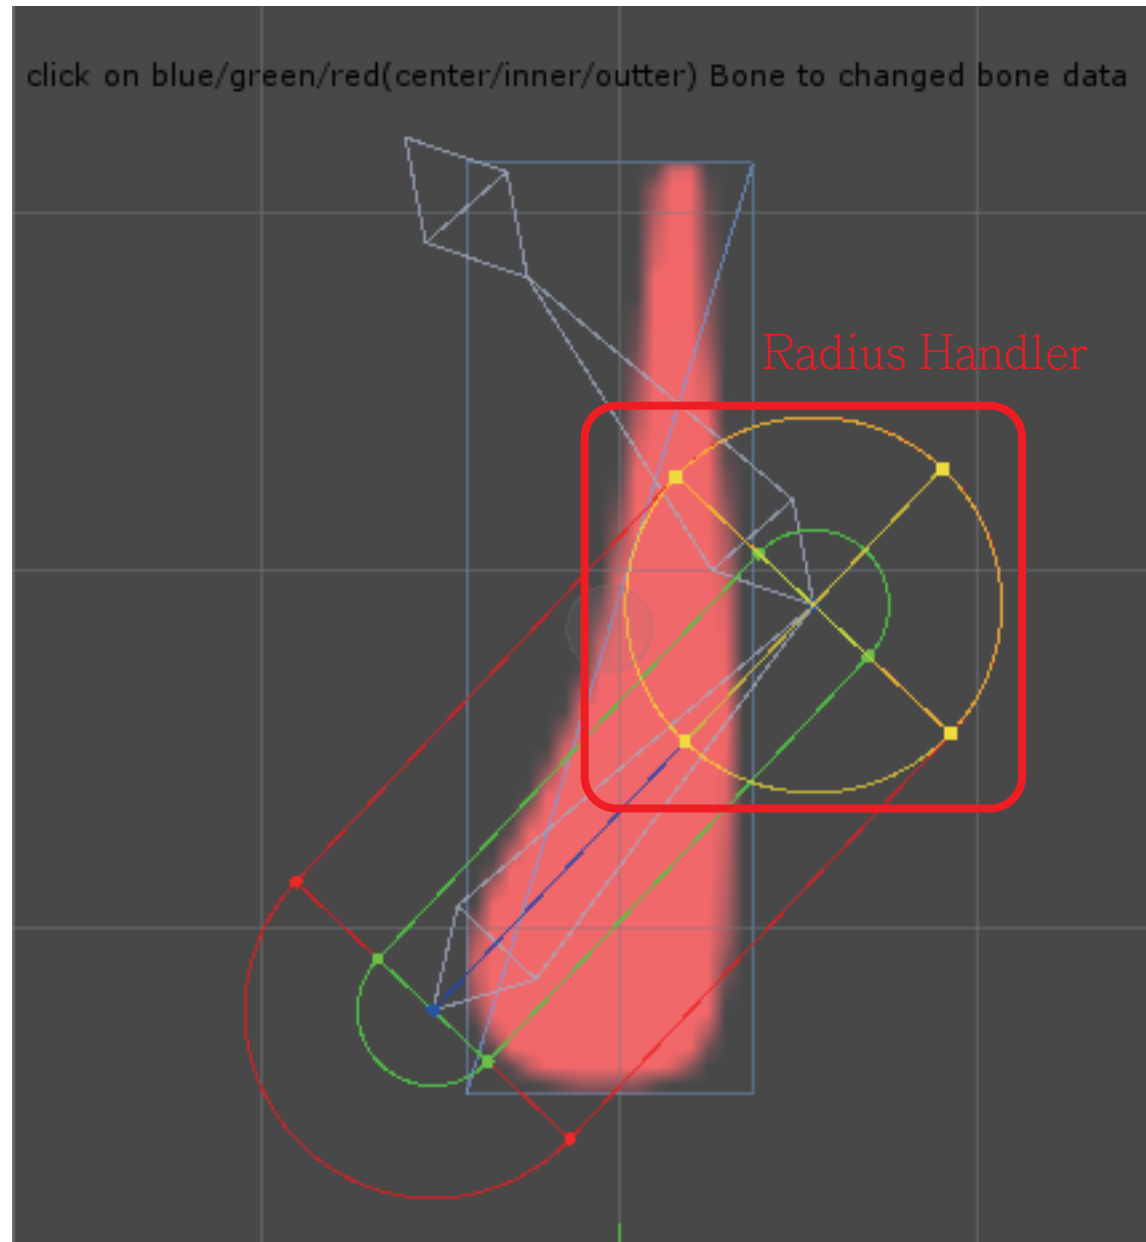 click on blue/green/red(center/inner/outter) Bone to changed bone data
Radius Handler